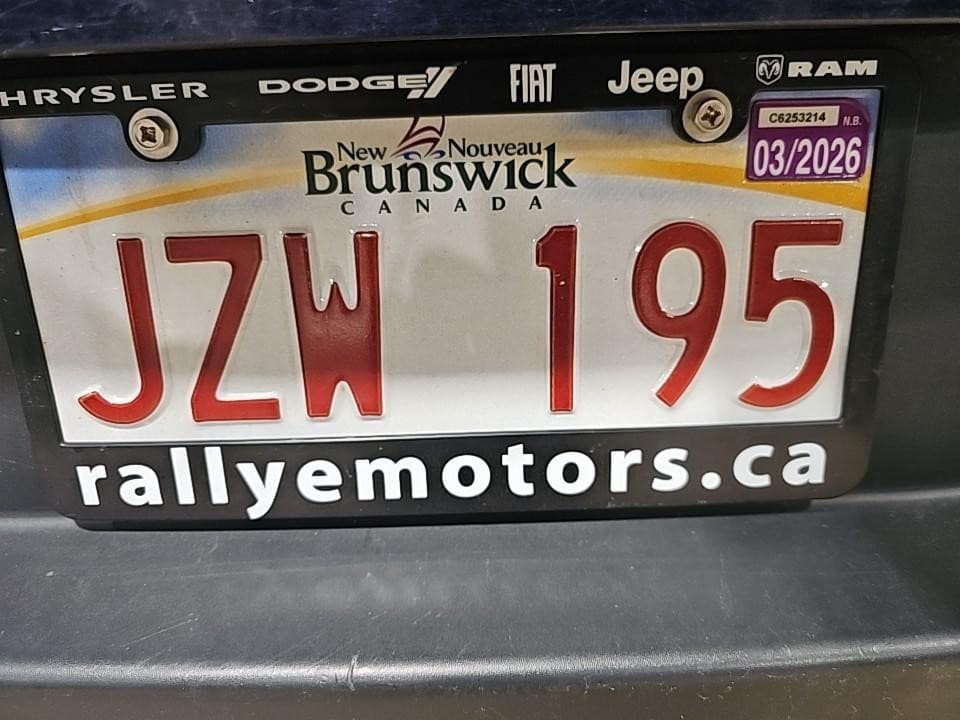 HRYSLER DODGE FIAT Jeep RAM
C6253214 N.B.
03/2026
New Nouveau
Brunswick
CANADA
JZW 195
rallyemotors.ca